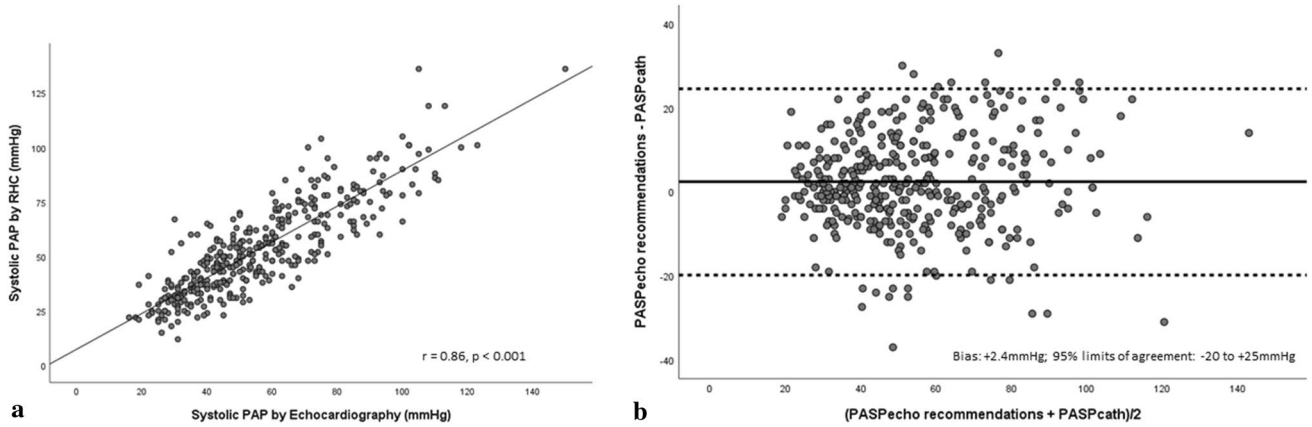 Systolic PAP by RHC (mmHg)
125
100
75
50
25
0
r = 0.86, p < 0.001
0 20 40 60 80 100 120 140
Systolic PAP by Echocardiography (mmHg)
a
PASPecho recommendations - PASPcath
40
20
0
-20
-40
Bias: +2.4mmHg; 95% limits of agreement: -20 to +25mmHg
0 20 40 60 80 100 120 140
(PASPecho recommendations + PASPcath)/2
b